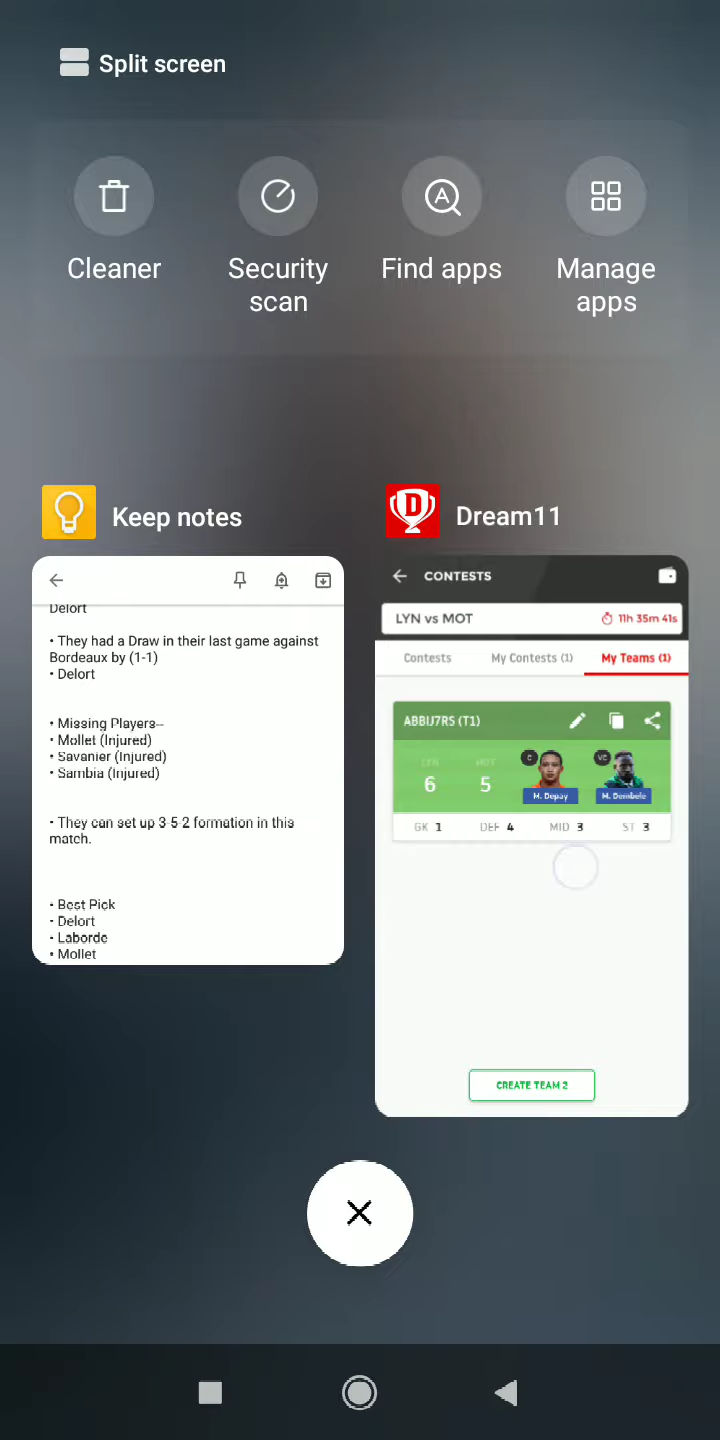 Split screen
Cleaner
Security scan
Find apps
Manage apps
Keep notes
Delort
• They had a Draw in their last game against
Bordeaux by (1-1)
• Delort
• Missing Players--
• Mollet (Injured)
• Savanier (Injured)
• Sambia (Injured)
• They can set up 3-5-2 formation in this
match.
• Best Pick
• Delort
• Laborde
• Mollet
Dream11
CONTESTS
LYN vs MOT
11h 35m 41s
Contests
My Contests (1)
My Teams (1)
ABBIJ7RS (T1)
LYN
MOT
6
5
C
VC
M. Depay
M. Dembele
GK 1
DEF 4
MID 3
ST 3
CREATE TEAM 2